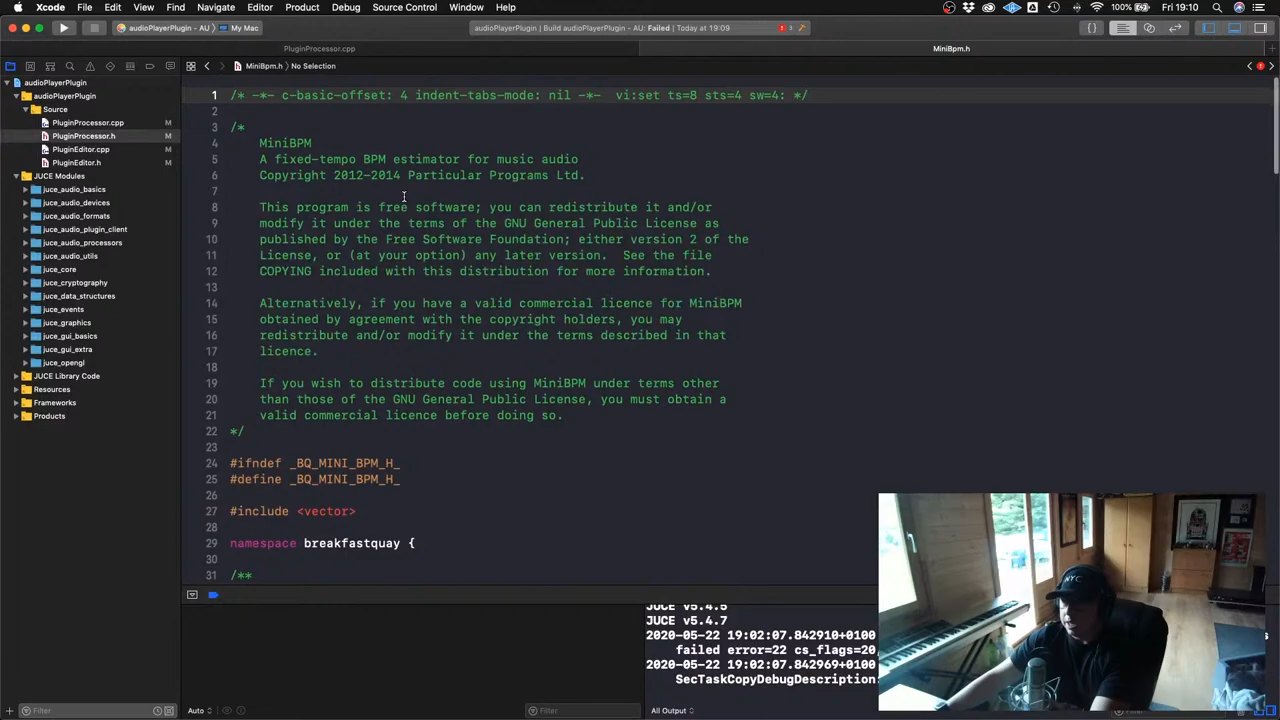 Xcode File Edit View Find Navigate Editor Product Debug Source Control Window Help 100% Fri 19:10
audioPlayerPlugin - AU My Mac audioPlayerPlugin | Build audioPlayerPlugin - AU: Failed | Today at 19:09 1
PluginProcessor.cpp MiniBpm.h
MiniBpm.h No Selection
audioPlayerPlugin
audioPlayerPlugin
Source
PluginProcessor.cpp M
PluginProcessor.h M
PluginEditor.cpp M
PluginEditor.h M
JUCE Modules
juce_audio_basics
juce_audio_devices
juce_audio_formats
juce_audio_plugin_client
juce_audio_processors
juce_audio_utils
juce_core
juce_cryptography
juce_data_structures
juce_events
juce_graphics
juce_gui_basics
juce_gui_extra
juce_opengl
JUCE Library Code
Resources
Frameworks
Products
1 /* -*- c-basic-offset: 4 indent-tabs-mode: nil -*-  vi:set ts=8 sts=4 sw=4: */
2
3 /*
4 MiniBPM
5 A fixed-tempo BPM estimator for music audio
6 Copyright 2012-2014 Particular Programs Ltd.
7
8 This program is free software; you can redistribute it and/or
9 modify it under the terms of the GNU General Public License as
10 published by the Free Software Foundation; either version 2 of the
11 License, or (at your option) any later version.  See the file
12 COPYING included with this distribution for more information.
13
14 Alternatively, if you have a valid commercial licence for MiniBPM
15 obtained by agreement with the copyright holders, you may
16 redistribute and/or modify it under the terms described in that
17 licence.
18
19 If you wish to distribute code using MiniBPM under terms other
20 than those of the GNU General Public License, you must obtain a
21 valid commercial licence before doing so.
22 */
23
24 #ifndef _BQ_MINI_BPM_H_
25 #define _BQ_MINI_BPM_H_
26
27 #include <vector>
28
29 namespace breakfastquay {
30
31 /**
JUCE v5.4.5
JUCE v5.4.7
2020-05-22 19:02:07.842910+0100
failed error=22 cs_flags=20,
2020-05-22 19:02:07.842969+0100
SecTaskCopyDebugDescription:
NYC
Filter Auto Filter All Output